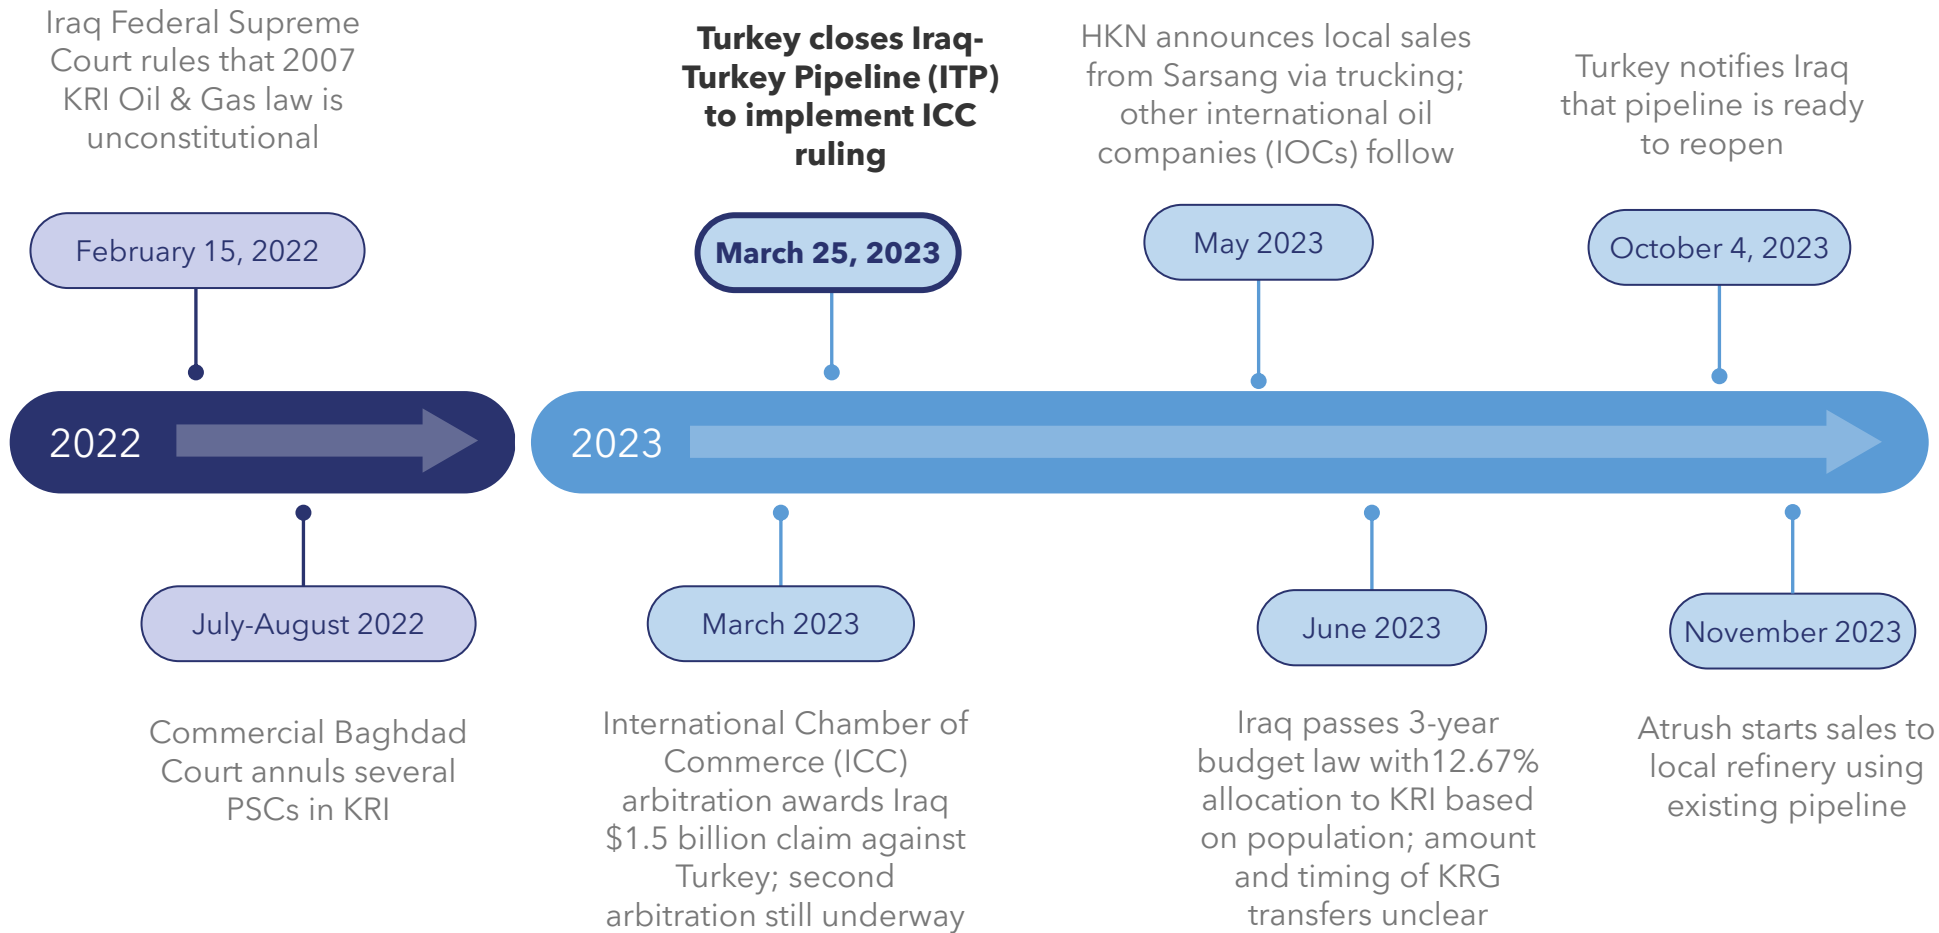 Iraq Federal Supreme
Court rules that 2007
KRI Oil & Gas law is
unconstitutional
February 15, 2022
Turkey closes Iraq-
Turkey Pipeline (ITP)
to implement ICC
ruling
March 25, 2023
HKN announces local sales
from Sarsang via trucking;
other international oil
companies (IOCs) follow
May 2023
Turkey notifies Iraq
that pipeline is ready
to reopen
October 4, 2023
2022
2023
July-August 2022
Commercial Baghdad
Court annuls several
PSCs in KRI
March 2023
International Chamber of
Commerce (ICC)
arbitration awards Iraq
$1.5 billion claim against
Turkey; second
arbitration still underway
June 2023
Iraq passes 3-year
budget law with12.67%
allocation to KRI based
on population; amount
and timing of KRG
transfers unclear
November 2023
Atrush starts sales to
local refinery using
existing pipeline